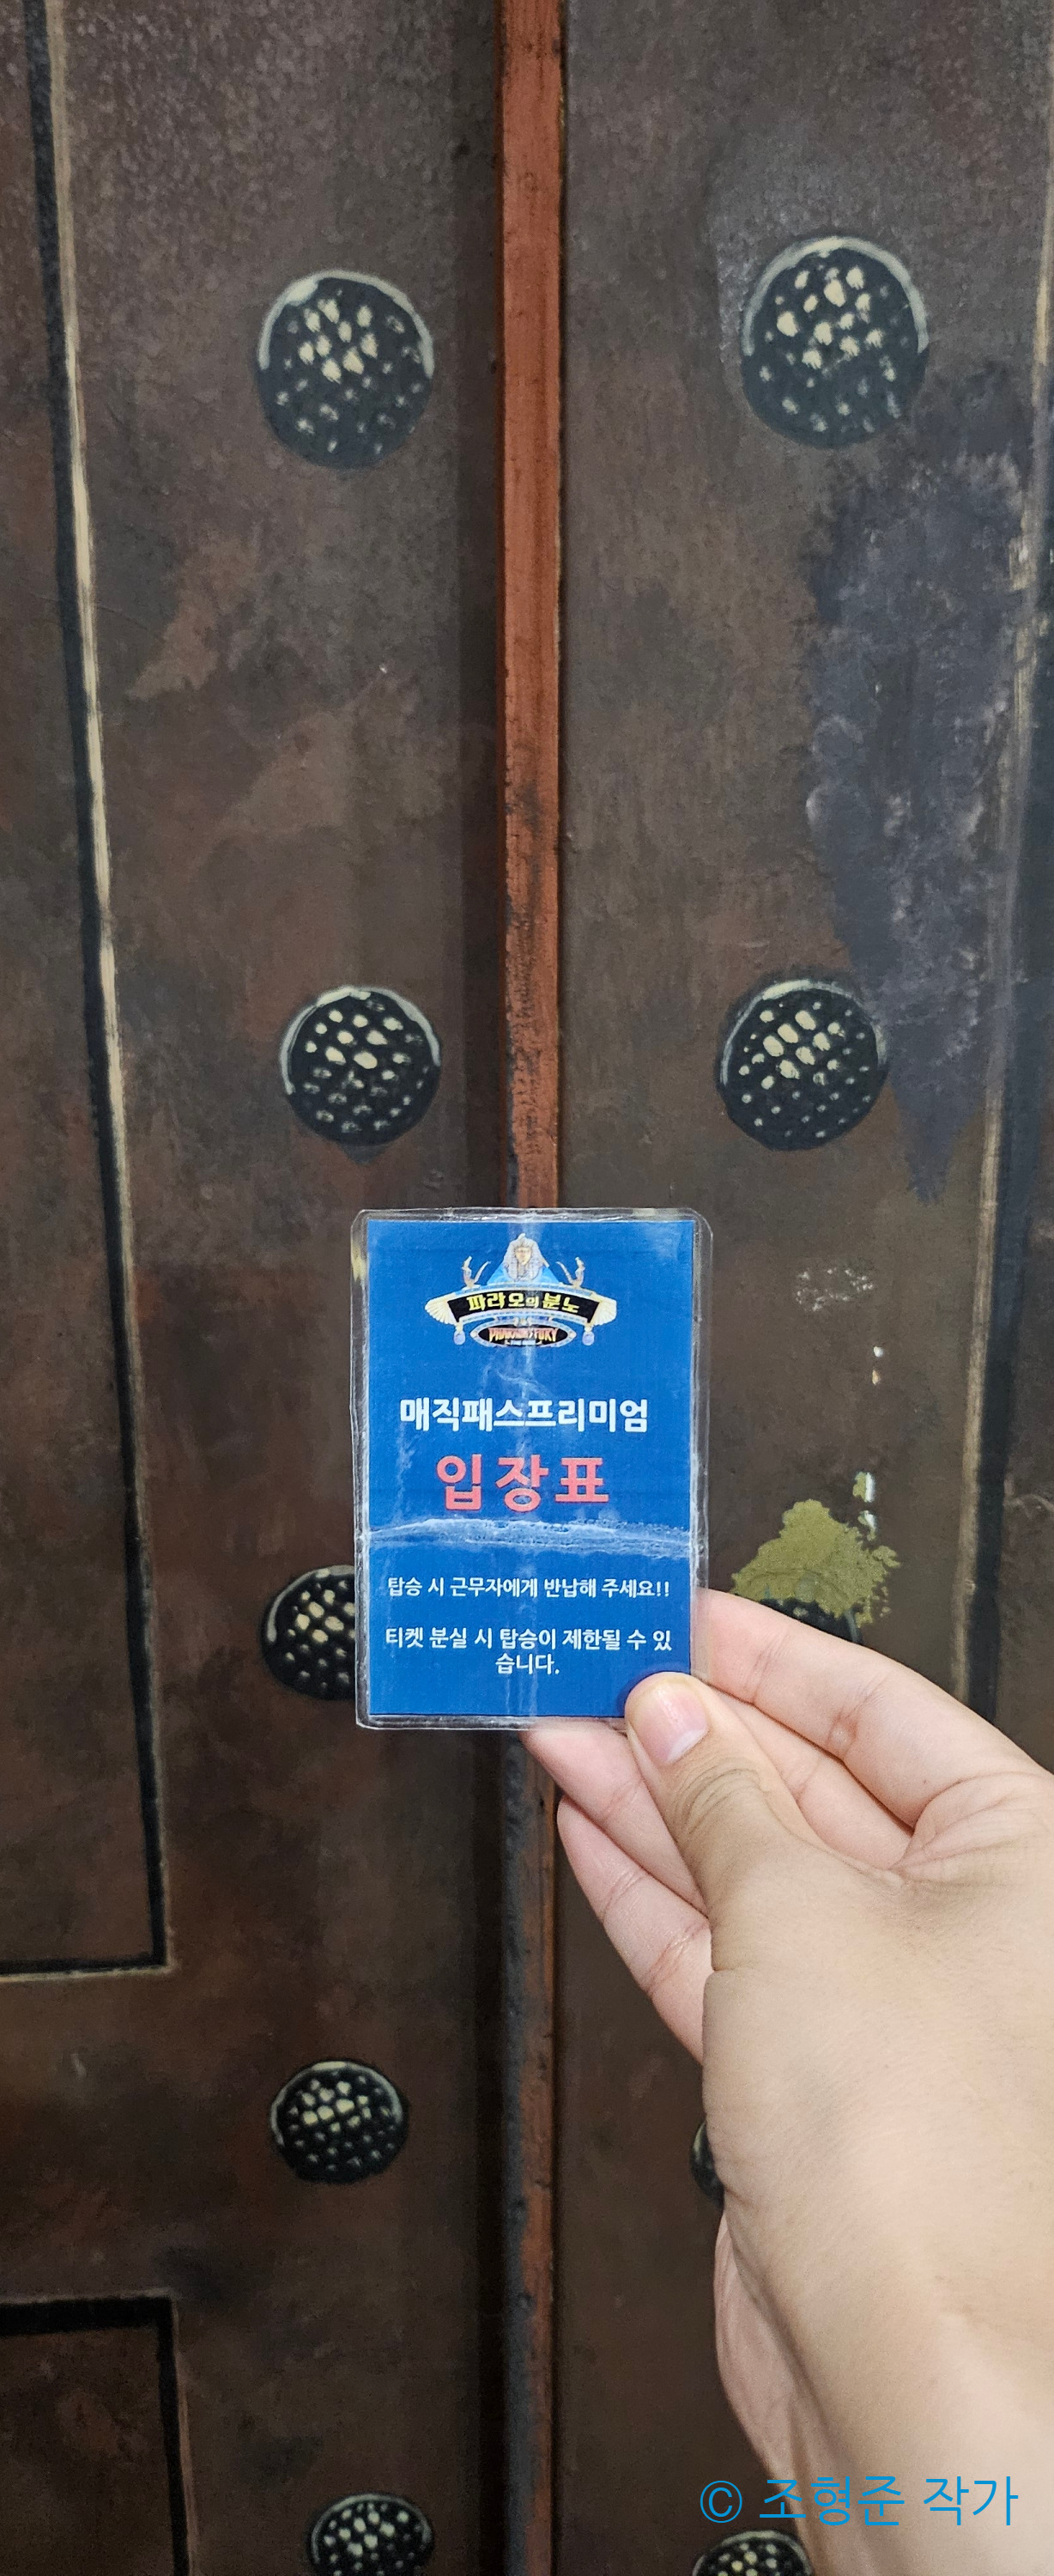 파라오의 분노
PHARAOH'S FURY
매직패스프리미엄
입장표
탑승 시 근무자에게 반납해 주세요!!
티켓 분실 시 탑승이 제한될 수 있
습니다.
© 조형준 작가